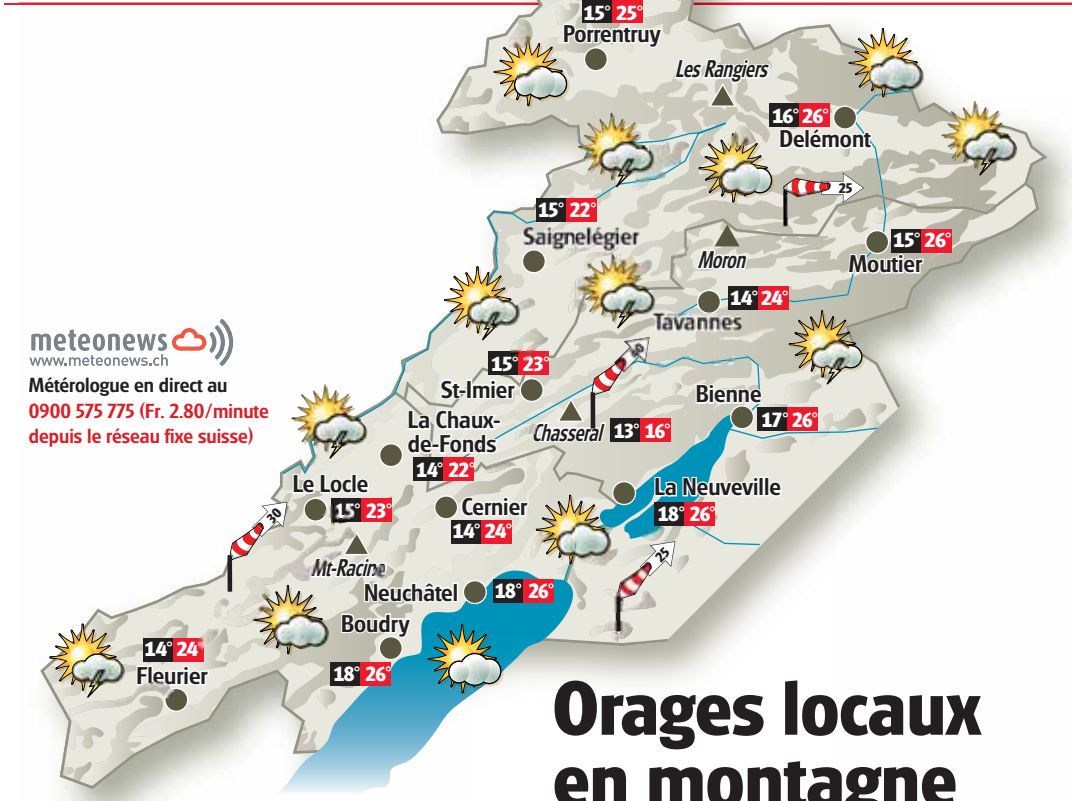 15° 25°
Porrentruy
Les Rangiers
16° 26°
Delémont
25
15° 22°
Saignelégier
Moron
15° 26°
Moutier
14° 24°
Tavannes
meteonews
www.meteonews.ch
Métérologue en direct au
0900 575 775 (Fr. 2.80/minute
depuis le réseau fixe suisse)
40
15° 23°
St-Imier
Bienne
17° 26°
Chasseral 13° 16°
La Chaux-
de-Fonds
14° 22°
Le Locle
15° 23°
Cernier
14° 24°
La Neuveville
18° 26°
30
Mt-Racine
25
Neuchâtel 18° 26°
Boudry
18° 26°
14° 24°
Fleurier
Orages locaux
en montagne